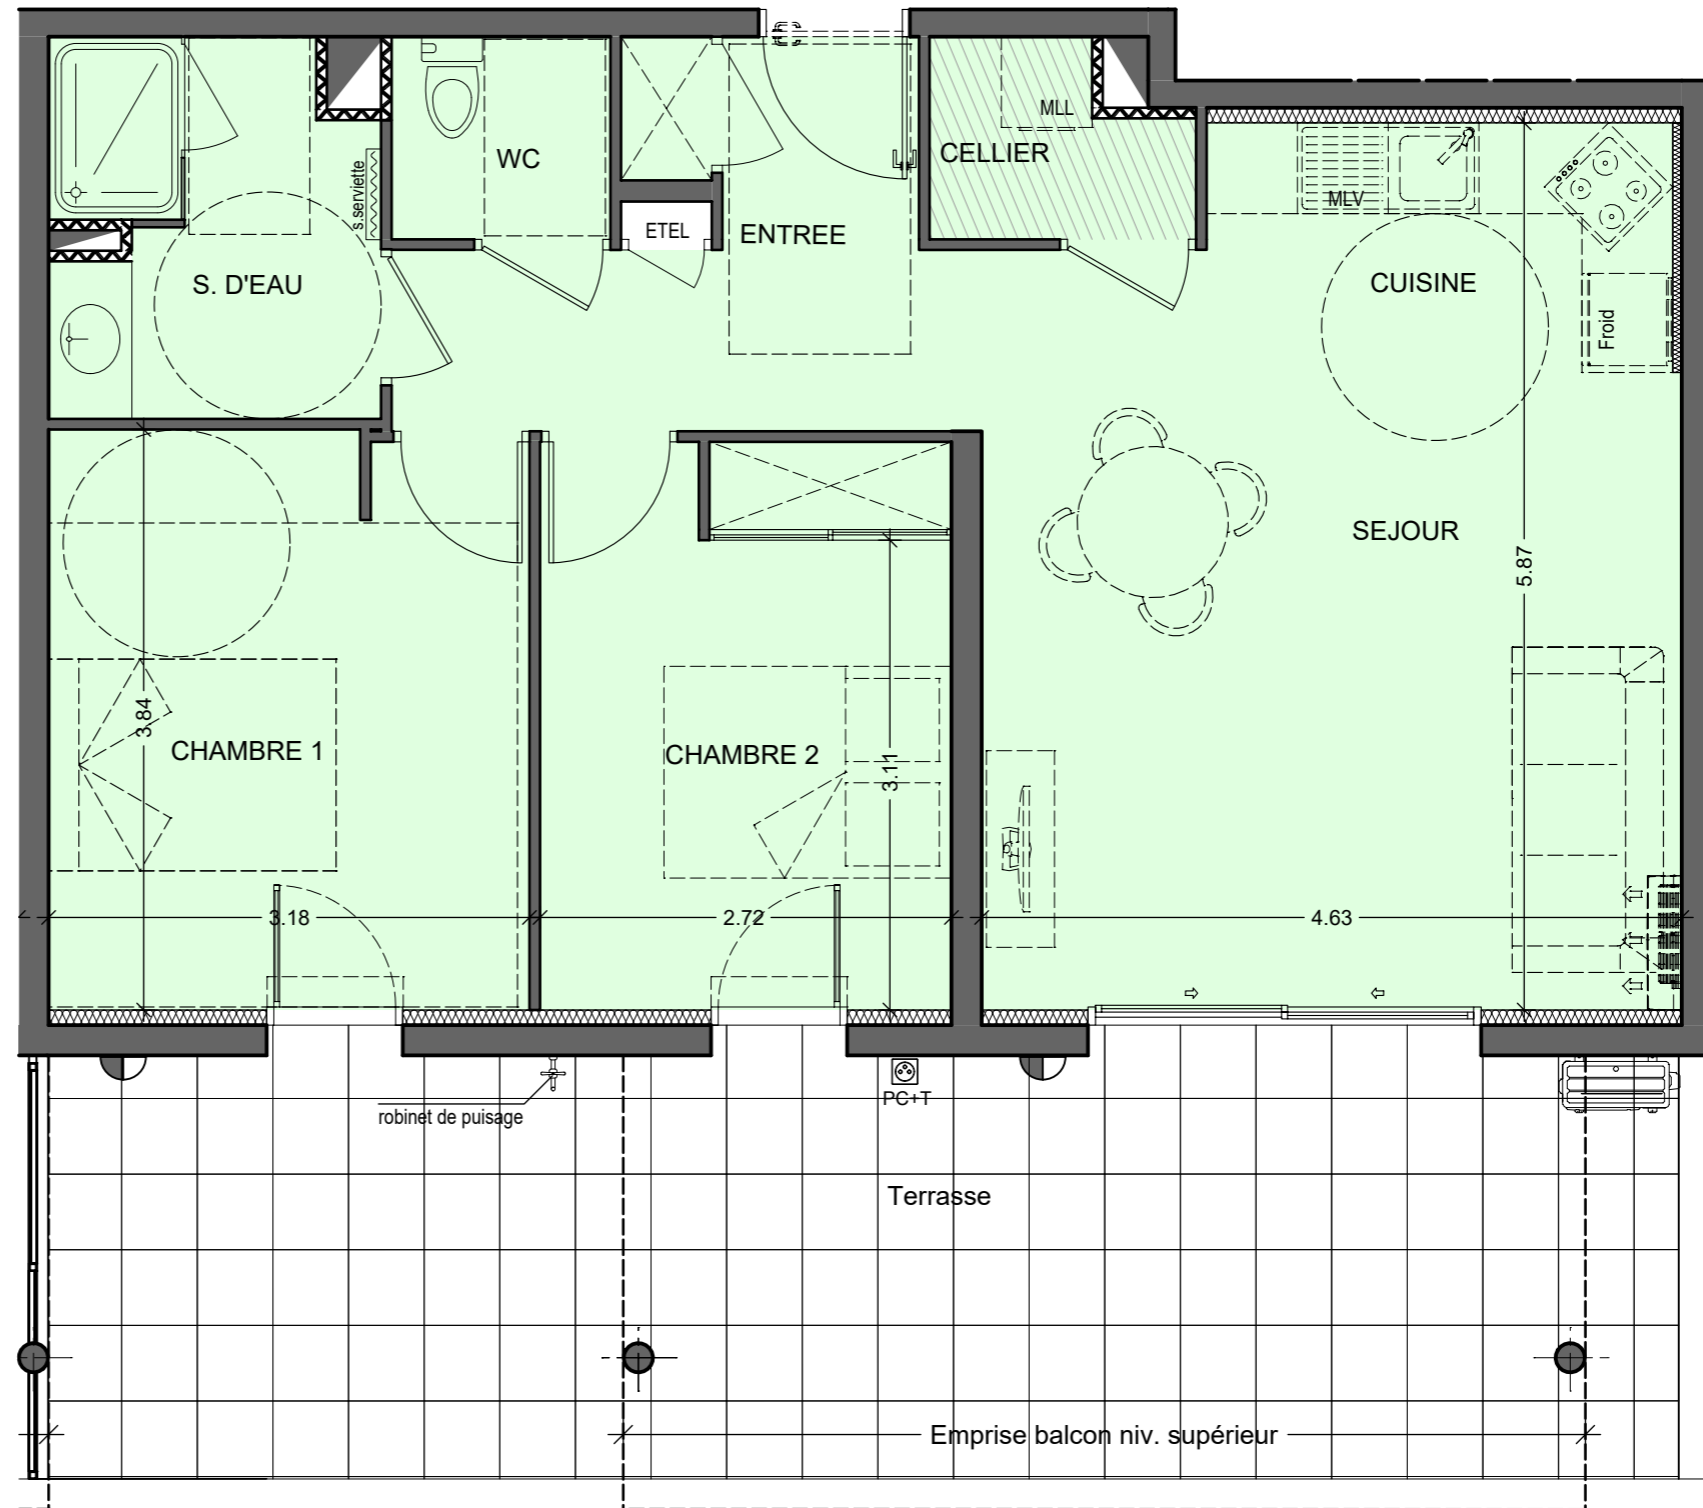 MLL
WC
CELLIER
s.serviette
MLV
ETEL
ENTREE
S. D'EAU
CUISINE
Froid
SEJOUR
5.87
3.84
CHAMBRE 1
CHAMBRE 2
3.11
3.18
2.72
4.63
PC+T
robinet de puisage
Terrasse
Emprise balcon niv. supérieur